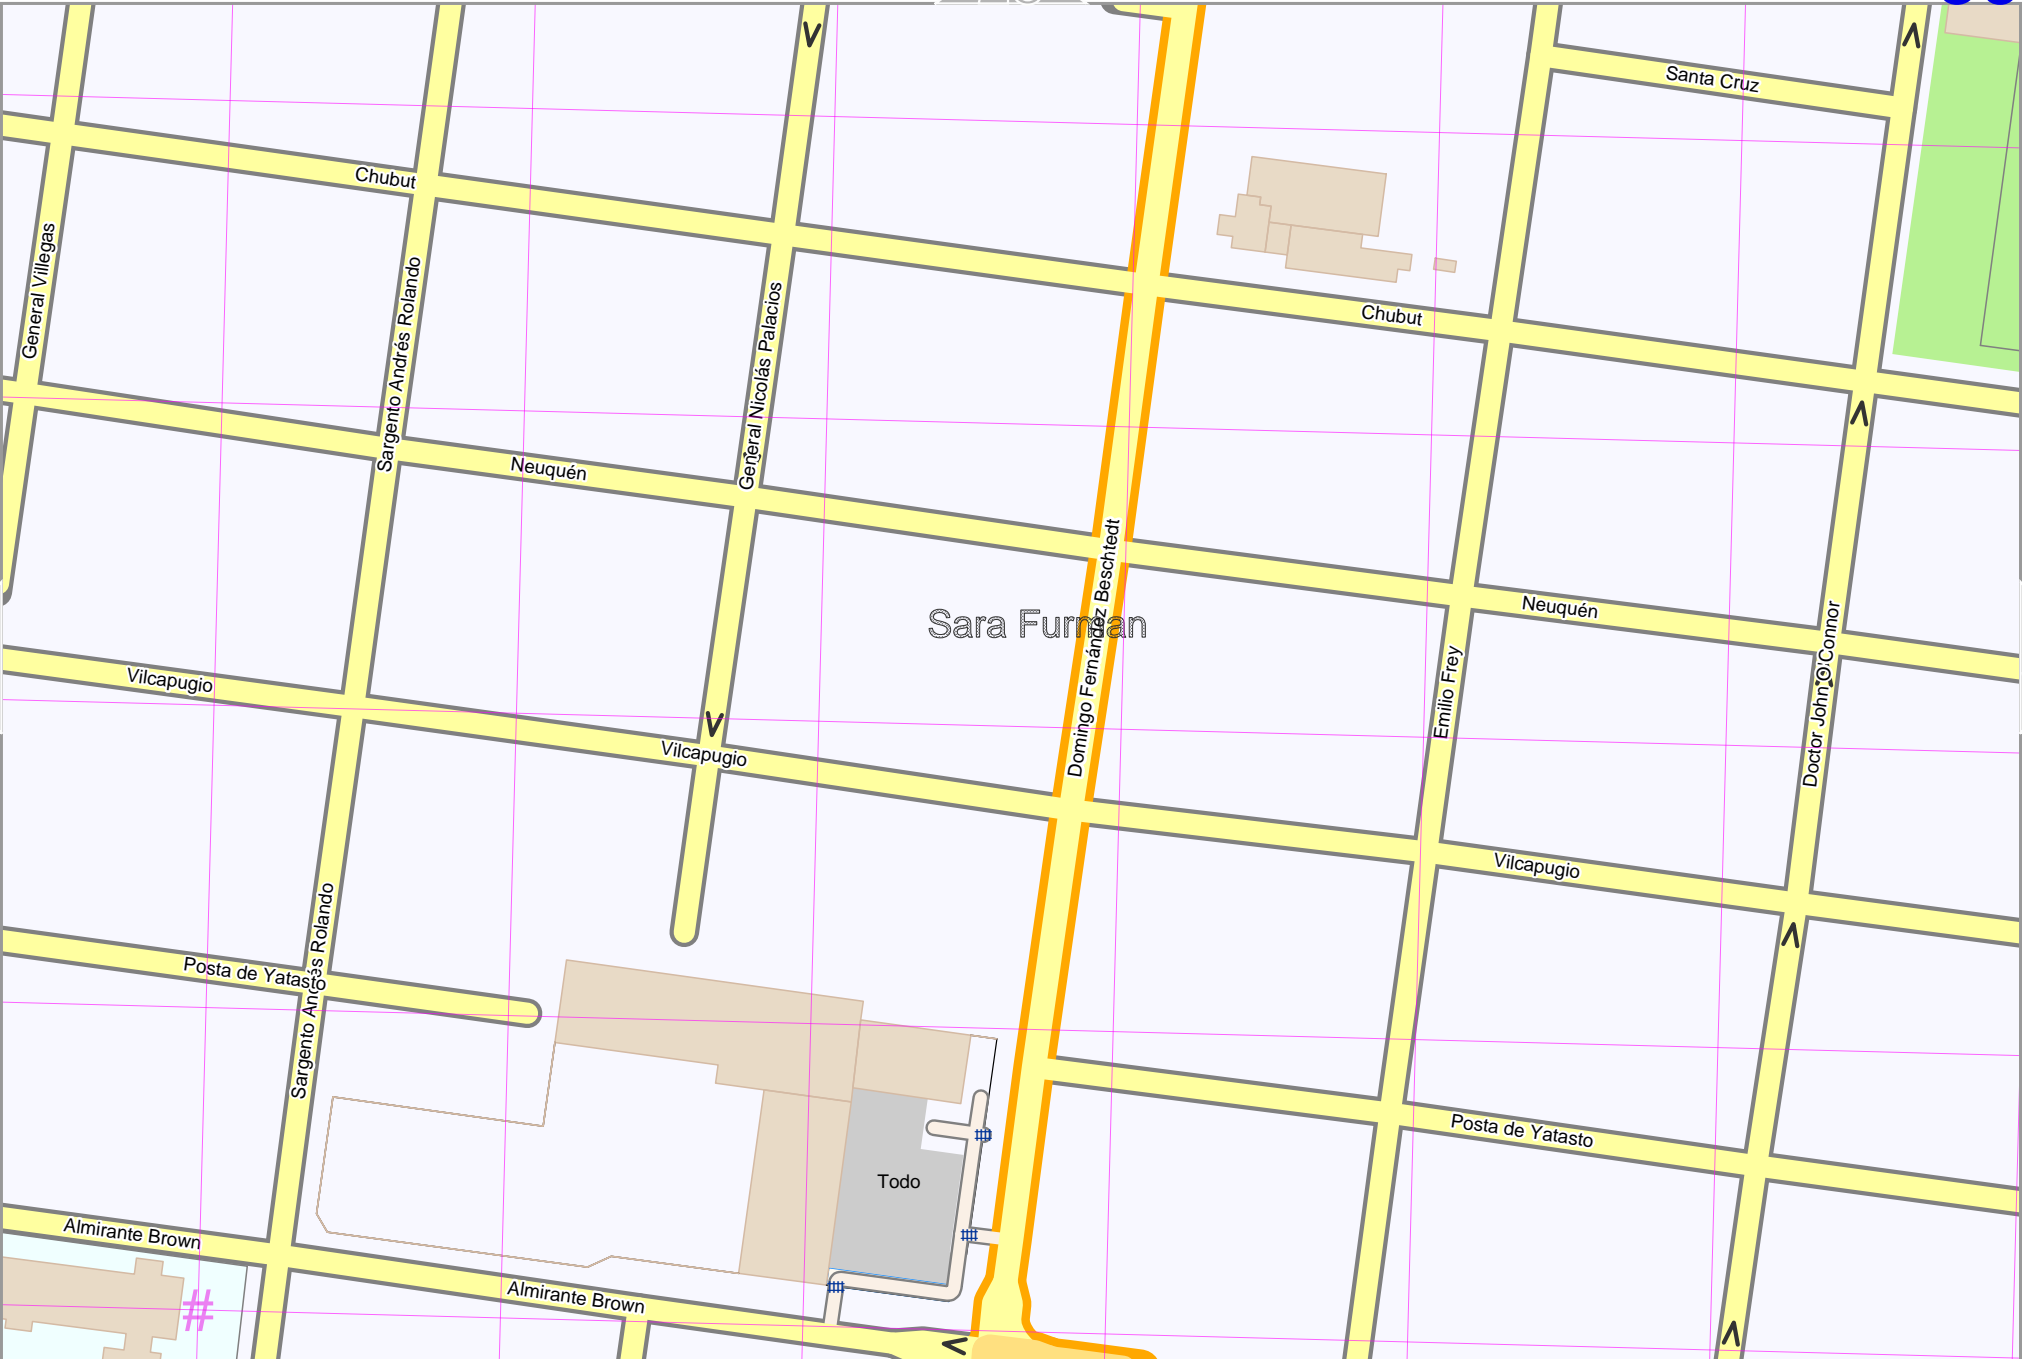 Santa Cruz
Chubut
General Villegas
Sargento Andrés Rolando
General Nicolás Palacios
Chubut
Neuquén
Domingo Fernández Beschtedt
Neuquén
Sara Furman
Emilio Frey
Doctor John O'Connor
Vilcapugio
Vilcapugio
Vilcapugio
Sargento Andrés Rolando
Posta de Yatasto
Posta de Yatasto
Todo
Almirante Brown
Almirante Brown
#